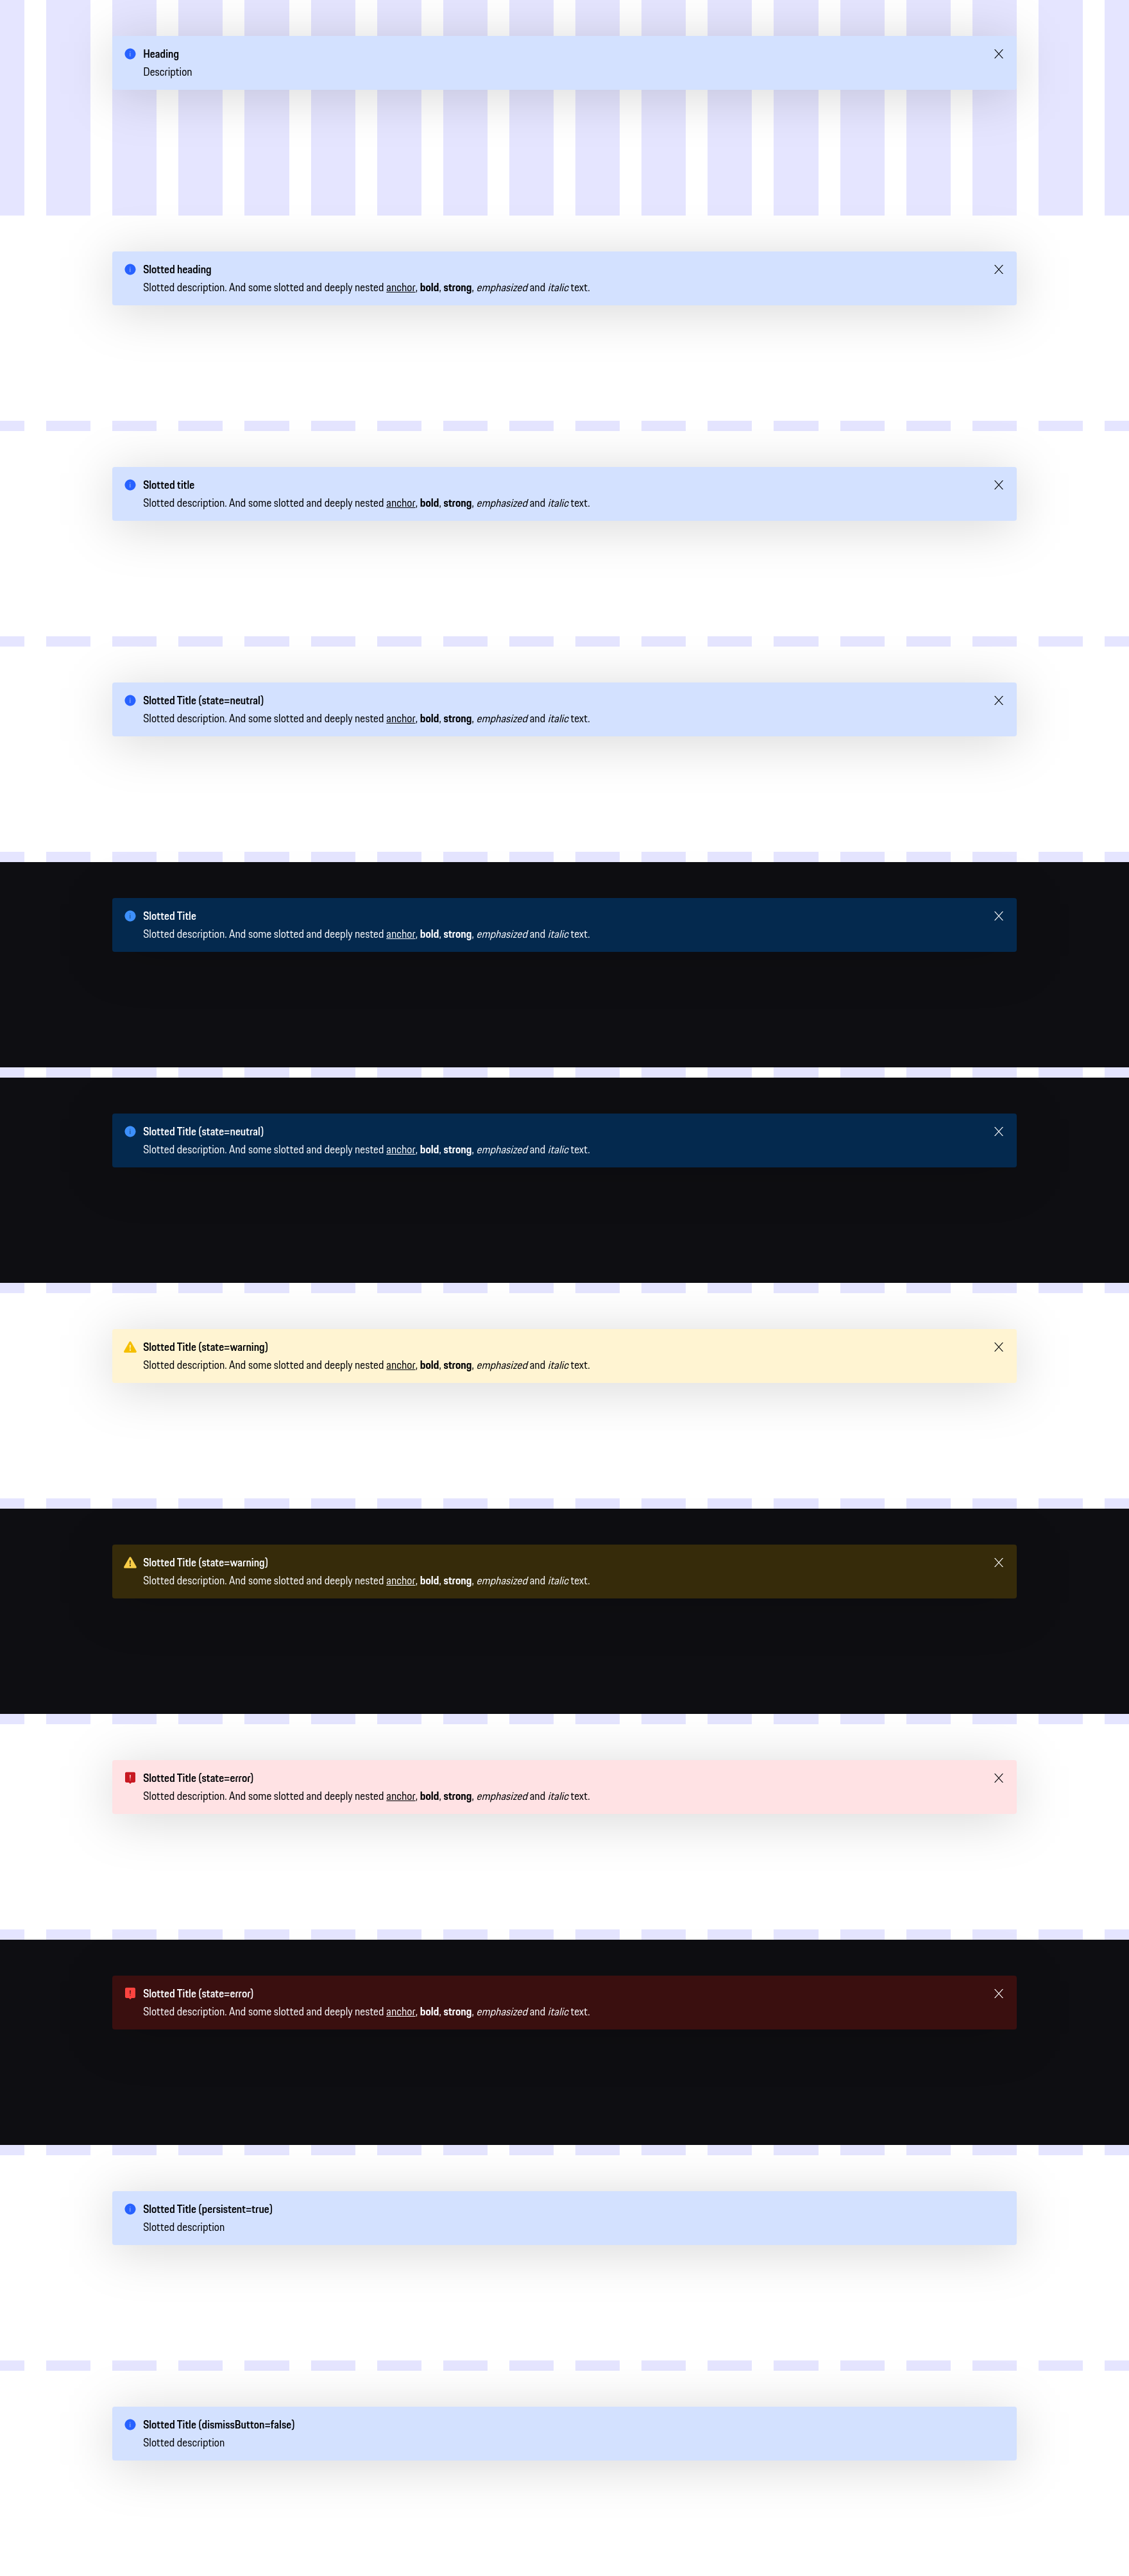 Heading
Description
Slotted heading
Slotted description. And some slotted and deeply nested anchor, bold, strong, emphasized and italic text.
Slotted title
Slotted description. And some slotted and deeply nested anchor, bold, strong, emphasized and italic text.
Slotted Title (state=neutral)
Slotted description. And some slotted and deeply nested anchor, bold, strong, emphasized and italic text.
Slotted Title
Slotted description. And some slotted and deeply nested anchor, bold, strong, emphasized and italic text.
Slotted Title (state=neutral)
Slotted description. And some slotted and deeply nested anchor, bold, strong, emphasized and italic text.
Slotted Title (state=warning)
Slotted description. And some slotted and deeply nested anchor, bold, strong, emphasized and italic text.
Slotted Title (state=warning)
Slotted description. And some slotted and deeply nested anchor, bold, strong, emphasized and italic text.
Slotted Title (state=error)
Slotted description. And some slotted and deeply nested anchor, bold, strong, emphasized and italic text.
Slotted Title (state=error)
Slotted description. And some slotted and deeply nested anchor, bold, strong, emphasized and italic text.
Slotted Title (persistent=true)
Slotted description
Slotted Title (dismissButton=false)
Slotted description